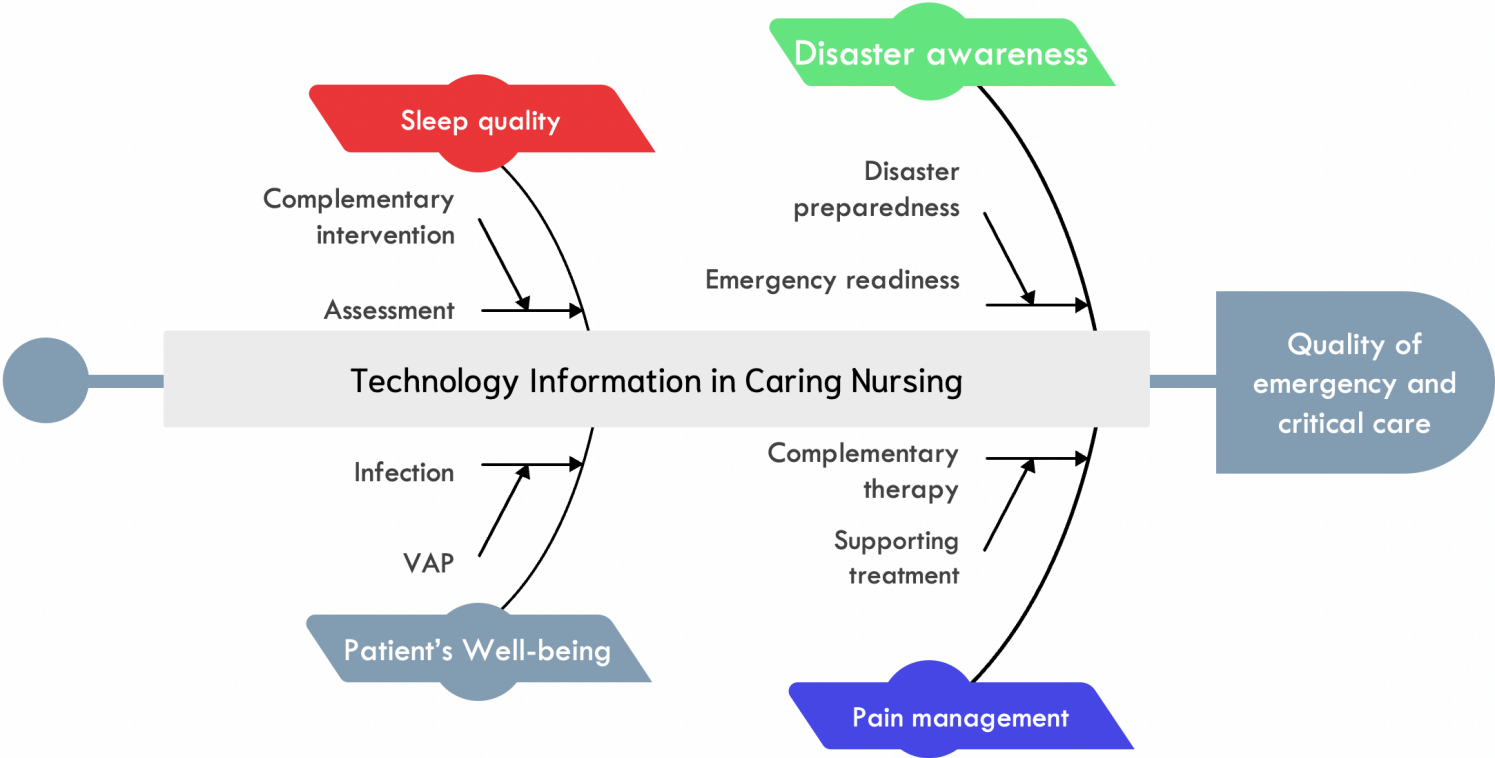 Disaster awareness
Sleep quality
Complementary
intervention
Assessment
Disaster
preparedness
Emergency readiness
Technology Information in Caring Nursing
Quality of
emergency and
critical care
Infection
VAP
Complementary
therapy
Supporting
treatment
Patient’s Well-being
Pain management